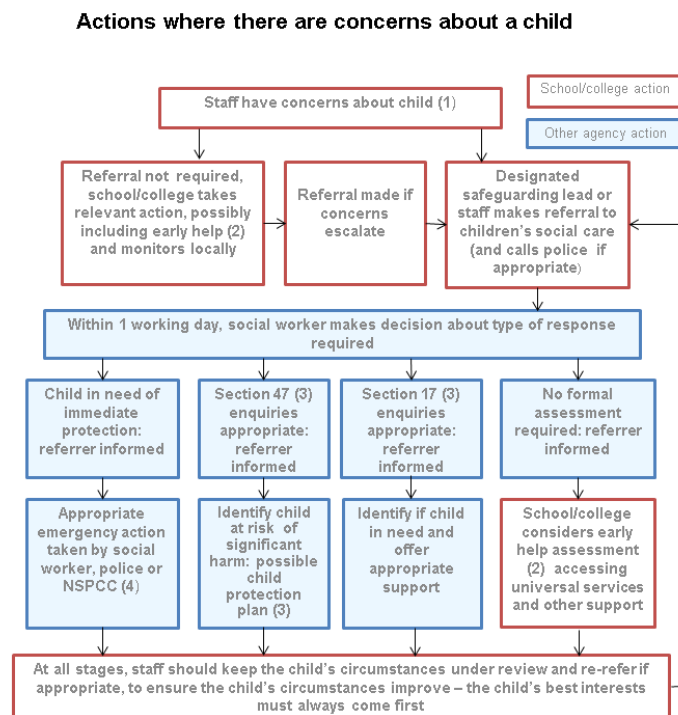 Actions where there are concerns about a child
School/college action
Staff have concerns about child (1)
Other agency action
Referral not required,
school/college takes
relevant action, possibly
including early help (2)
and monitors locally
Referral made if
concerns
escalate
Designated
safeguarding lead or
staff makes referral to
children's social care
(and calls police if
appropriate)
Within 1 working day, social worker makes decision about type of response
required
Child in need of
immediate
protection:
referrer informed
Section 47 (3)
enquiries
appropriate:
referrer
informed
Section 17 (3)
enquiries
appropriate:
referrer
informed
No formal
assessment
required: referrer
informed
Appropriate
emergency action
taken by social
worker, police or
NSPCC (4)
Identify child
at risk of
significant
harm: possible
child
protection
plan (3)
Identify if child
in need and
offer
appropriate
support
School/college
considers early
help assessment
(2) accessing
universal services
and other support
At all stages, staff should keep the child's circumstances under review and re-refer if
appropriate, to ensure the child's circumstances improve – the child's best interests
must always come first